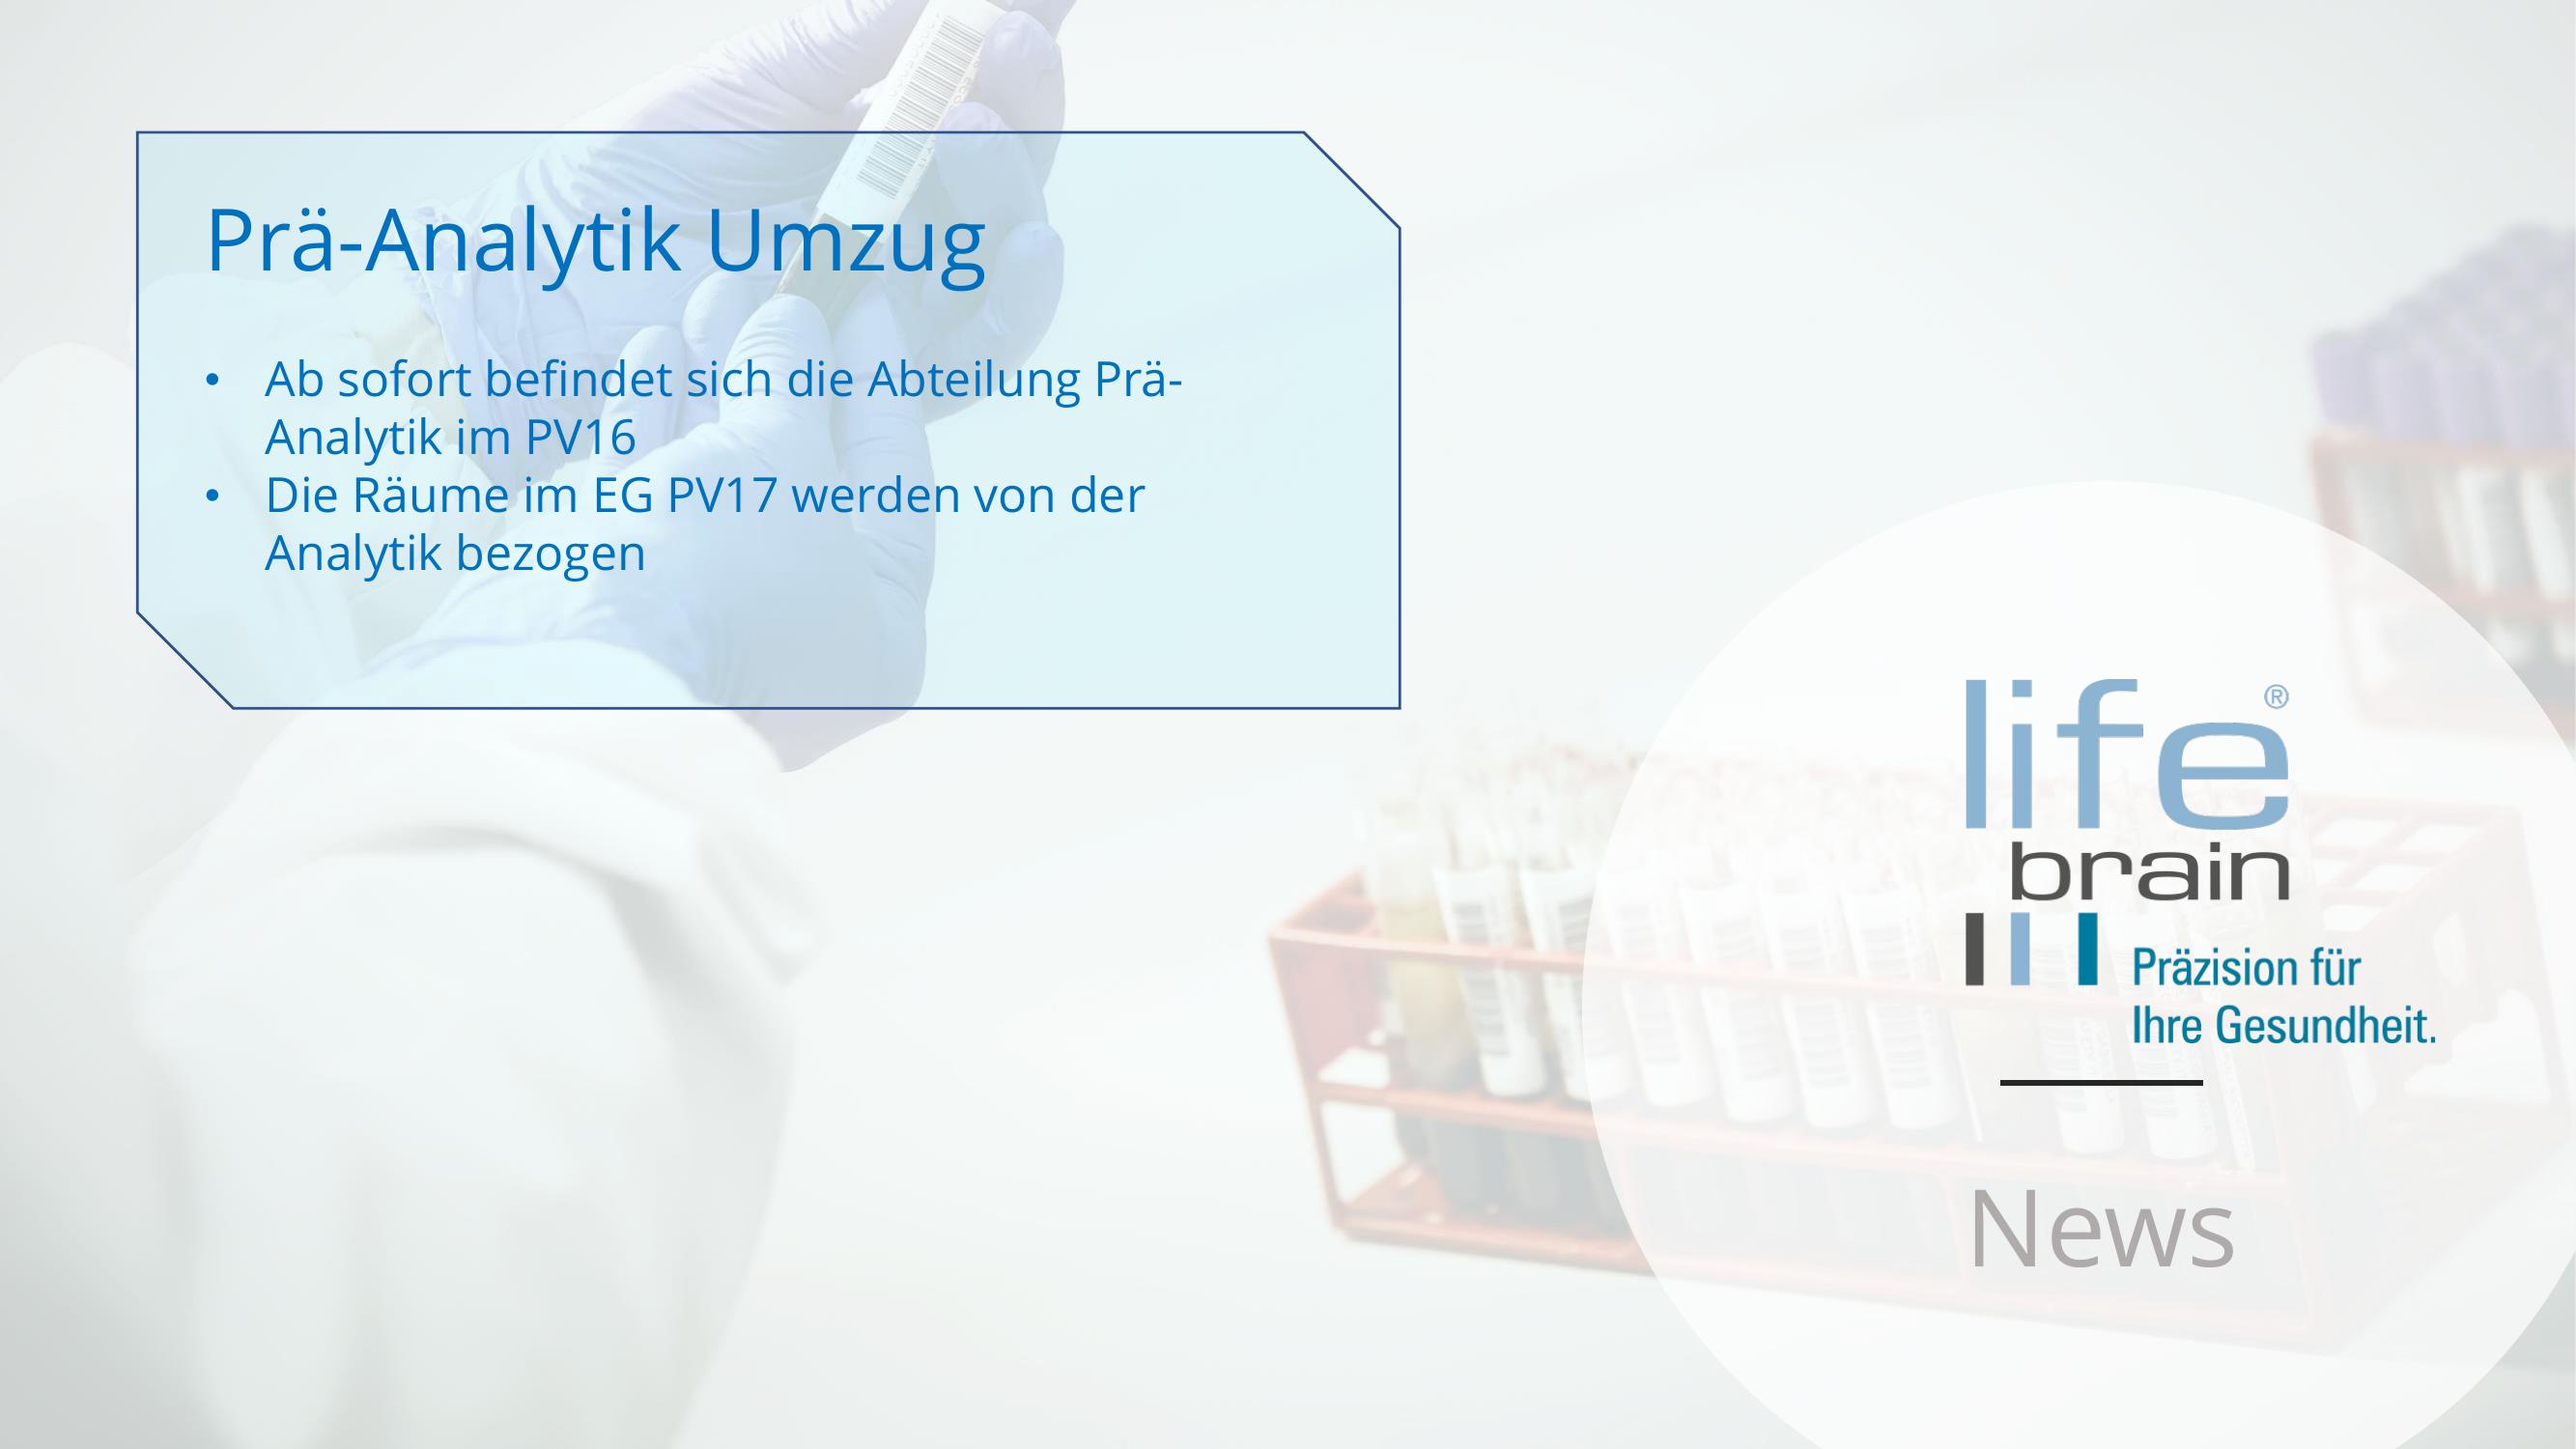 Prä-Analytik Umzug
• Ab sofort befindet sich die Abteilung Prä-
Analytik im PV16
• Die Räume im EG PV17 werden von der
Analytik bezogen
life®
brain
Präzision für
Ihre Gesundheit.
News